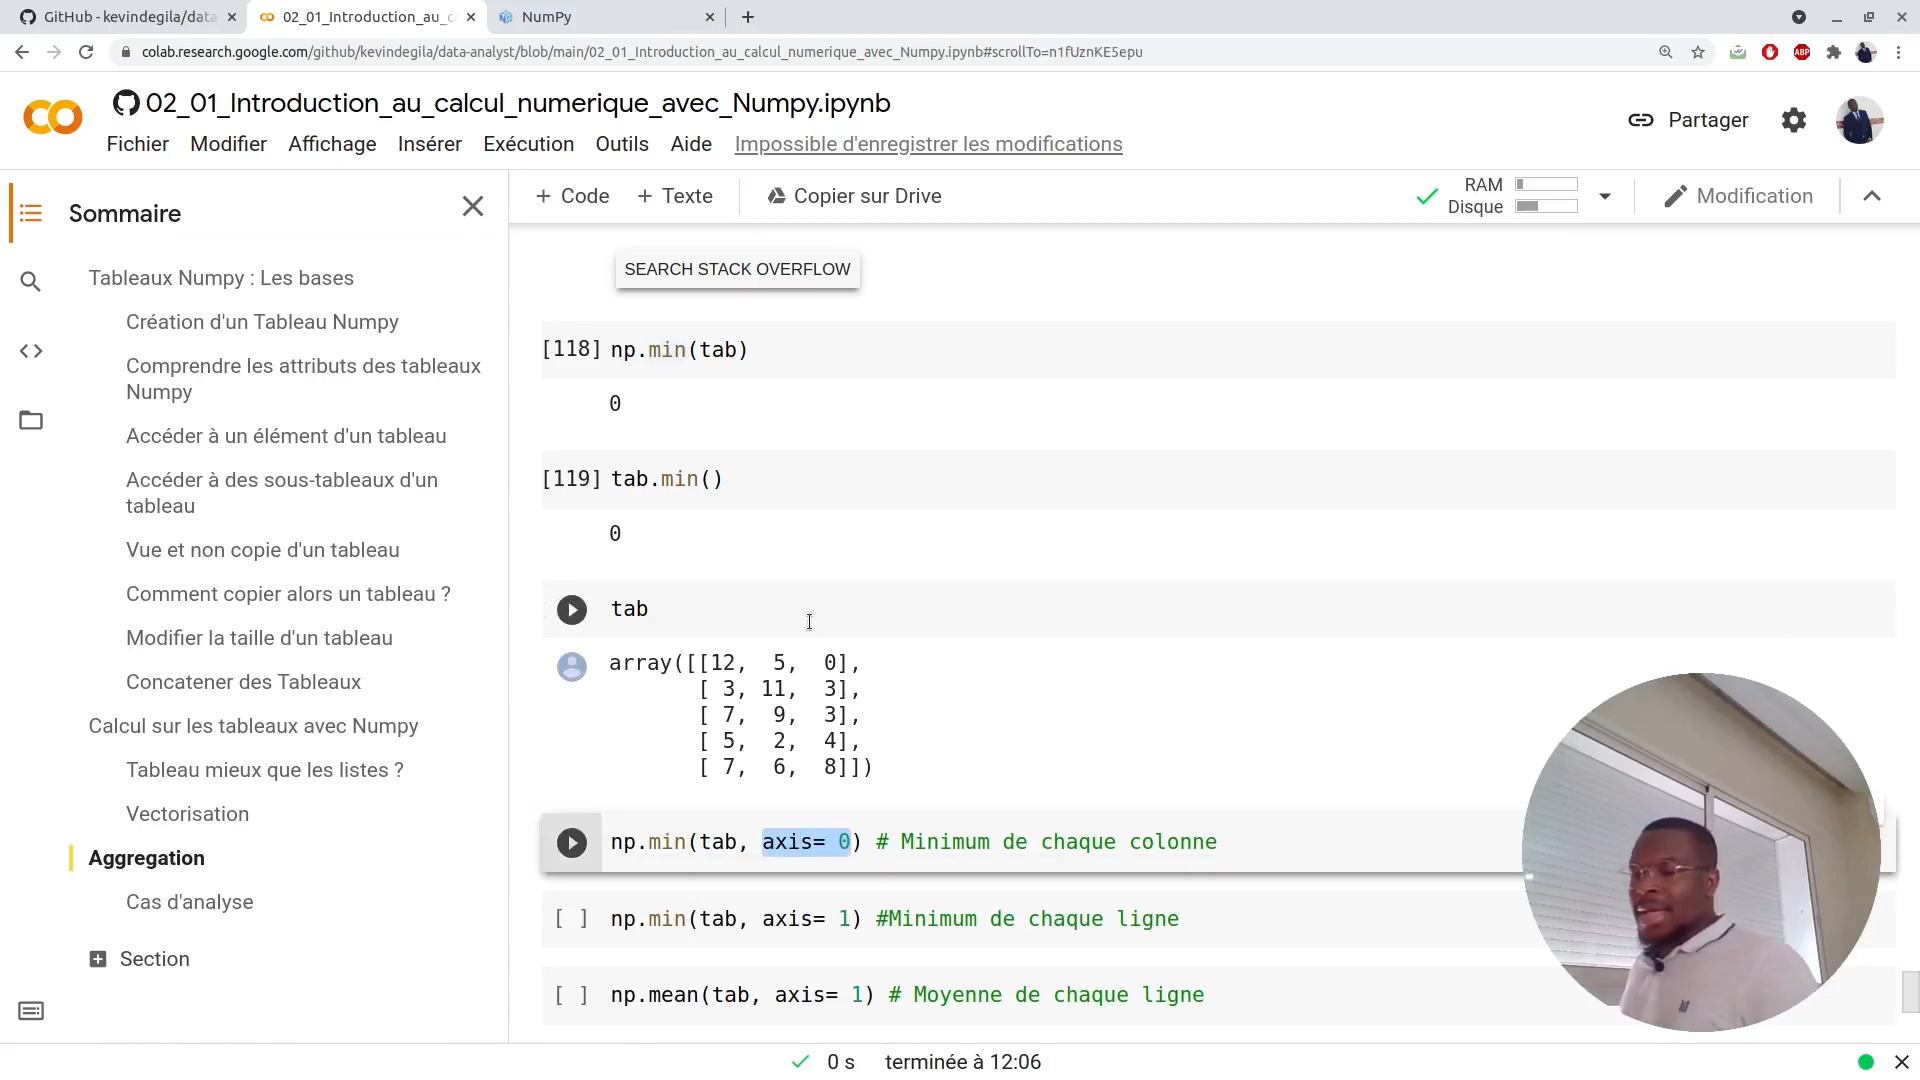 GitHub - kevindegila/data
02_01_Introduction_au_c
NumPy
colab.research.google.com/github/kevindegila/data-analyst/blob/main/02_01_Introduction_au_calcul_numerique_avec_Numpy.ipynb#scrollTo=n1fUznKE5epu
ABP
02_01_Introduction_au_calcul_numerique_avec_Numpy.ipynb
Fichier Modifier Affichage Insérer Exécution Outils Aide Impossible d'enregistrer les modifications
Partager
+ Code + Texte Copier sur Drive
RAM
Disque
Modification
Sommaire
Tableaux Numpy : Les bases
Création d'un Tableau Numpy
Comprendre les attributs des tableaux
Numpy
Accéder à un élément d'un tableau
Accéder à des sous-tableaux d'un
tableau
Vue et non copie d'un tableau
Comment copier alors un tableau ?
Modifier la taille d'un tableau
Concatener des Tableaux
Calcul sur les tableaux avec Numpy
Tableau mieux que les listes ?
Vectorisation
Aggregation
Cas d'analyse
Section
SEARCH STACK OVERFLOW
[118] np.min(tab)
0
[119] tab.min()
0
tab
array([[12,  5,  0],
[ 3, 11,  3],
[ 7,  9,  3],
[ 5,  2,  4],
[ 7,  6,  8]])
np.min(tab, axis= 0) # Minimum de chaque colonne
[ ] np.min(tab, axis= 1) #Minimum de chaque ligne
[ ] np.mean(tab, axis= 1) # Moyenne de chaque ligne
0 s terminée à 12:06